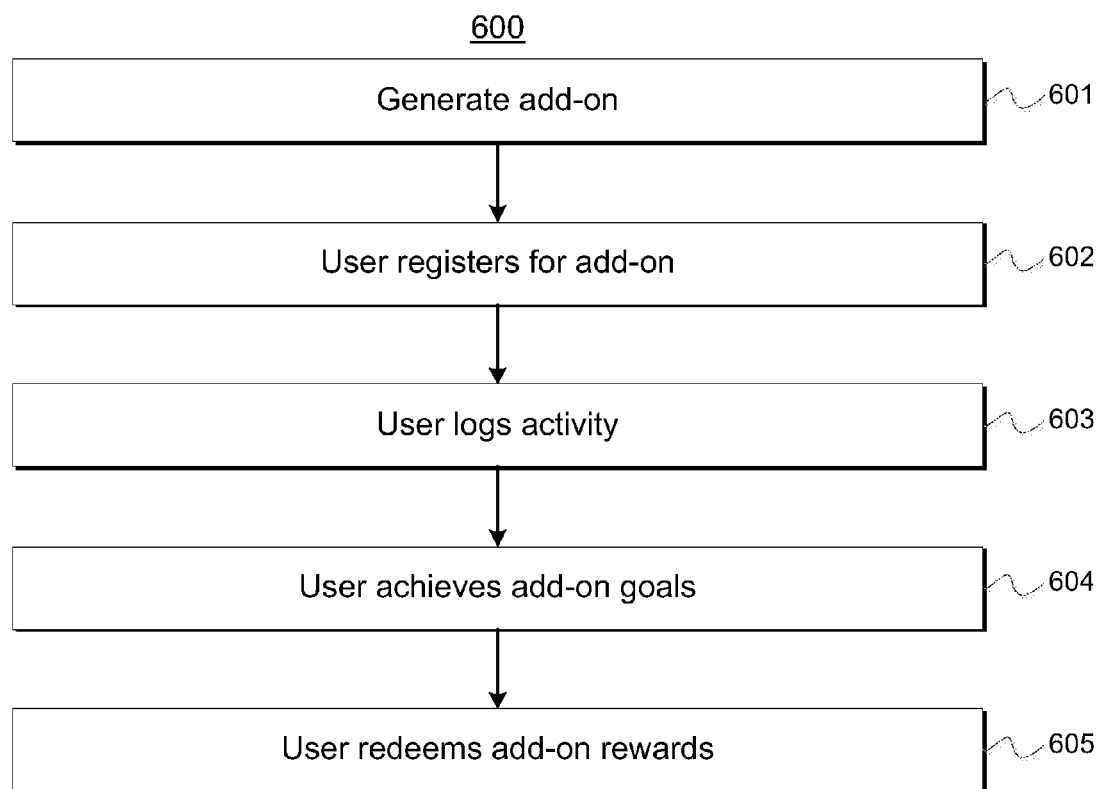 600
Generate add-on 601
User registers for add-on 602
User logs activity 603
User achieves add-on goals 604
User redeems add-on rewards 605